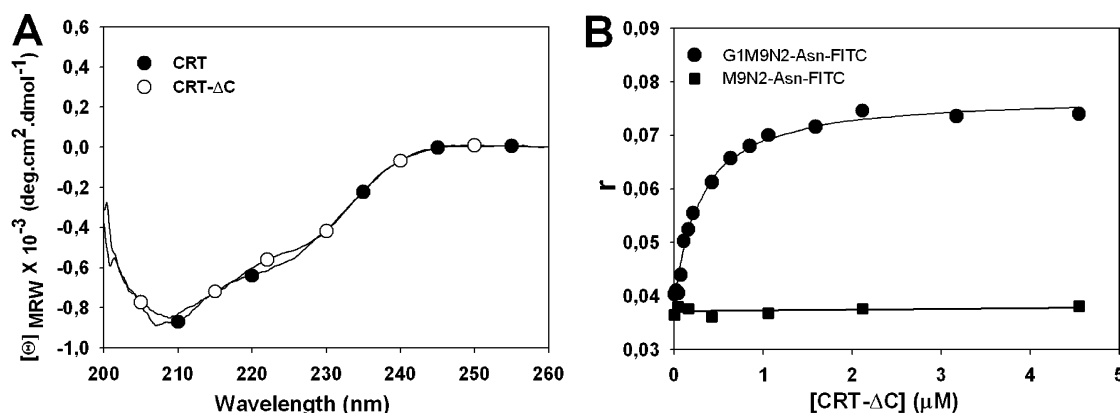 A
[Θ] MRW X 10⁻³ (deg.cm².dmol⁻¹)
0,6
0,4
0,2
0,0
-0,2
-0,4
-0,6
-0,8
-1,0
CRT
CRT-ΔC
200 210 220 230 240 250 260
Wavelength (nm)
B
r
0,09
0,08
0,07
0,06
0,05
0,04
0,03
G1M9N2-Asn-FITC
M9N2-Asn-FITC
0 1 2 3 4 5
[CRT-ΔC] (μM)